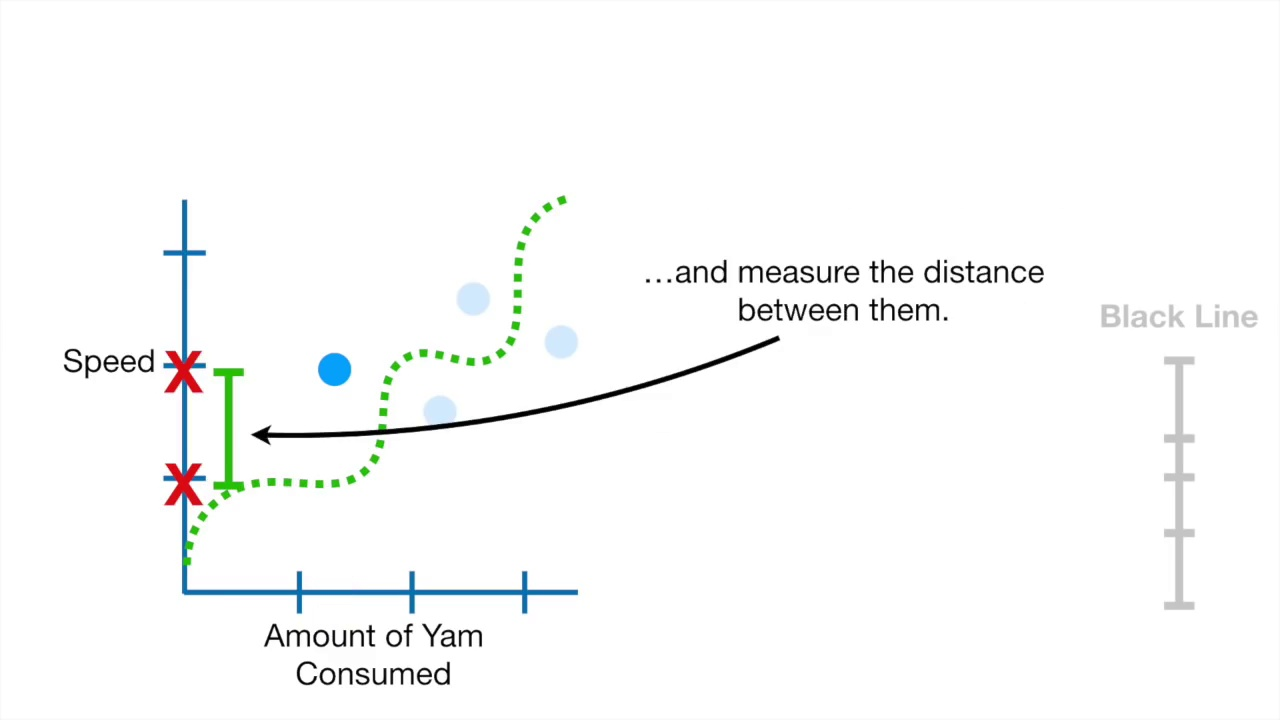 …and measure the distance
between them.
Black Line
Speed
X
X
Amount of Yam
Consumed